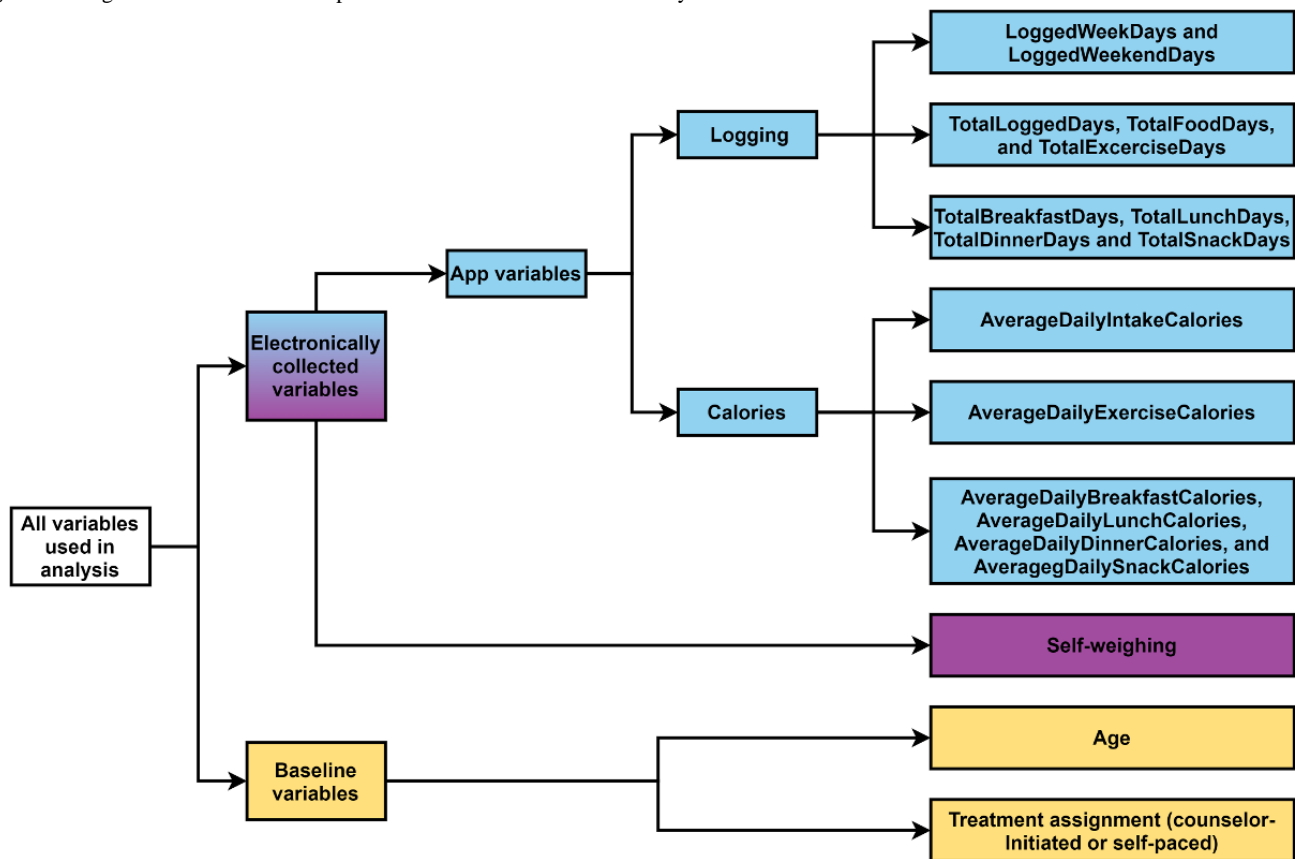 LoggedWeekDays and
LoggedWeekendDays
Logging
TotalLoggedDays, TotalFoodDays,
and TotalExcerciseDays
TotalBreakfastDays, TotalLunchDays,
TotalDinnerDays and TotalSnackDays
App variables
AverageDailyIntakeCalories
Electronically
collected
variables
Calories
AverageDailyExerciseCalories
AverageDailyBreakfastCalories,
AverageDailyLunchCalories,
AverageDailyDinnerCalories, and
AveragegDailySnackCalories
All variables
used in
analysis
Self-weighing
Baseline
variables
Age
Treatment assignment (counselor-
Initiated or self-paced)